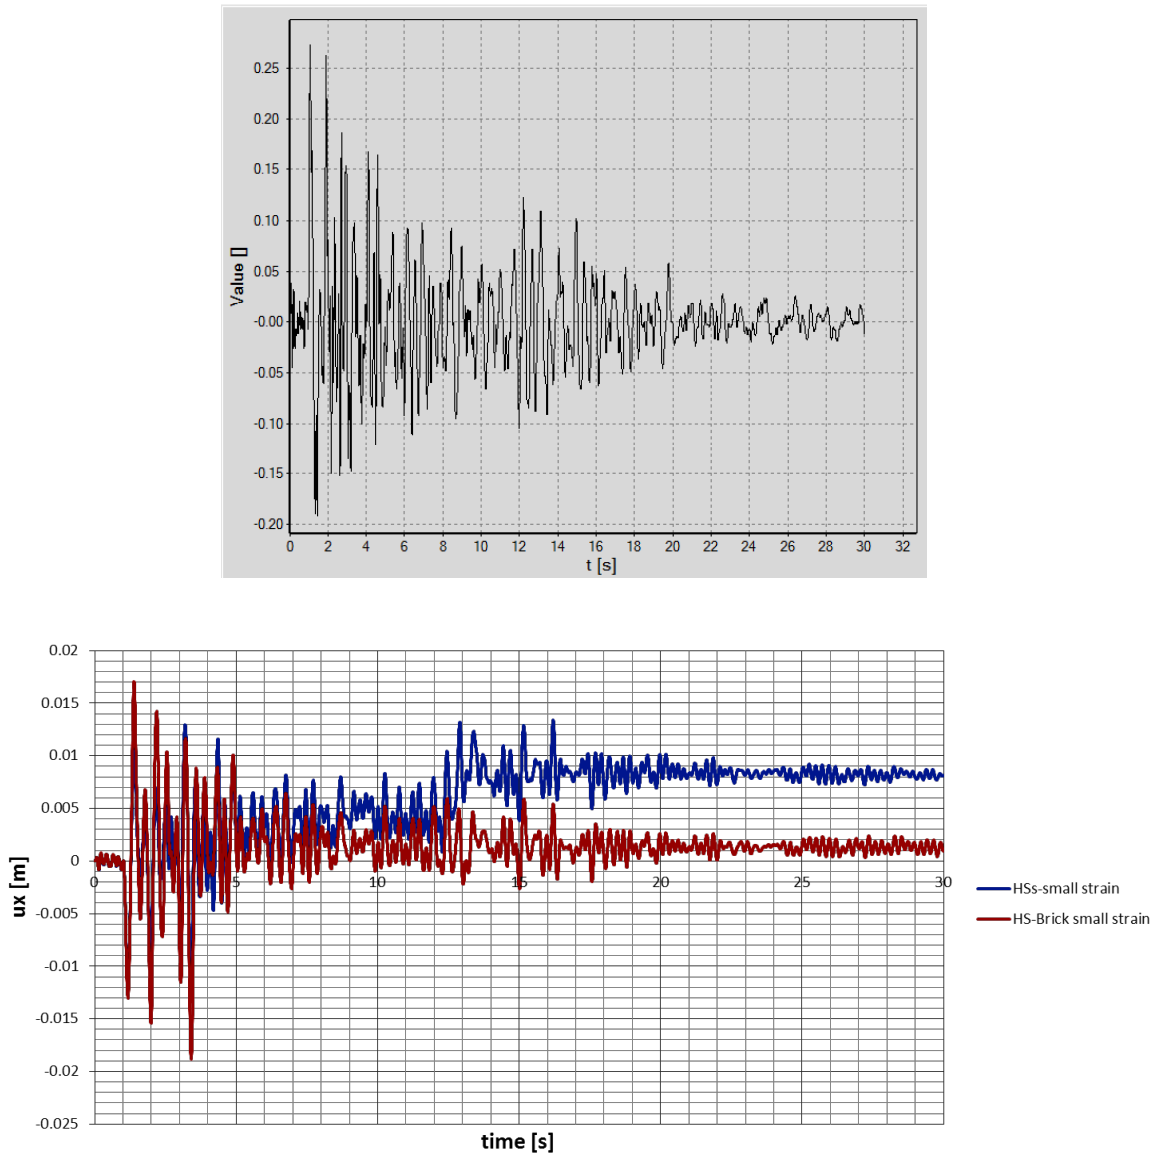 0.25
0.20
0.15
0.10
0.05
-0.00
-0.05
-0.10
-0.15
-0.20
Value []
0 2 4 6 8 10 12 14 16 18 20 22 24 26 28 30 32
t [s]
0.02
0.015
0.01
0.005
0
-0.005
-0.01
-0.015
-0.02
-0.025
ux [m]
0 5 10 15 20 25 30
time [s]
HSs-small strain
HS-Brick small strain